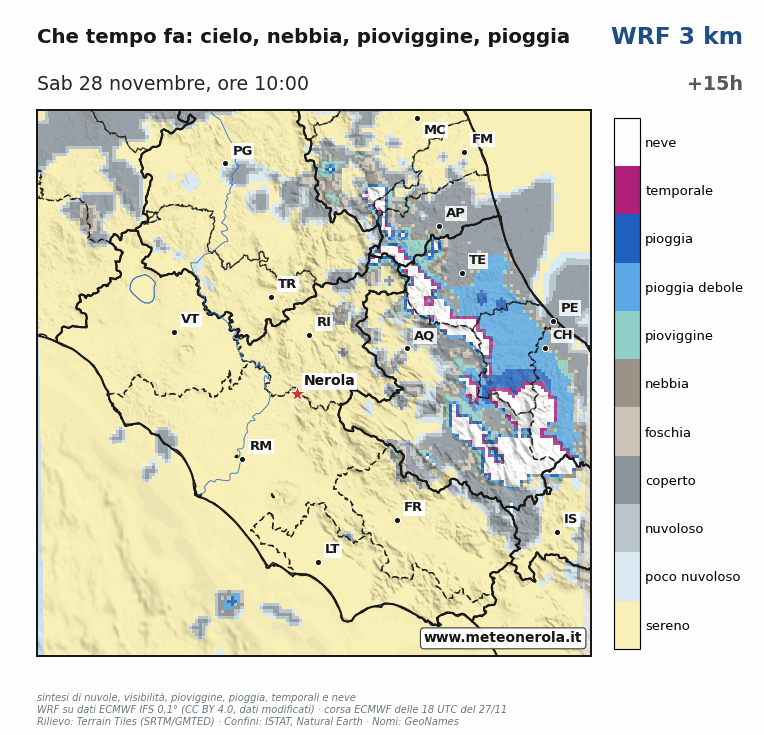 Che tempo fa: cielo, nebbia, pioviggine, pioggia
WRF 3 km
Sab 28 novembre, ore 10:00
+15h
MC
FM
PG
AP
TE
TR
PE
VT
RI
AQ
CH
Nerola
RM
FR
IS
LT
www.meteonerola.it
neve
temporale
pioggia
pioggia debole
pioviggine
nebbia
foschia
coperto
nuvoloso
poco nuvoloso
sereno
sintesi di nuvole, visibilità, pioviggine, pioggia, temporali e neve
WRF su dati ECMWF IFS 0,1° (CC BY 4.0, dati modificati) · corsa ECMWF delle 18 UTC del 27/11
Rilievo: Terrain Tiles (SRTM/GMTED) · Confini: ISTAT, Natural Earth · Nomi: GeoNames